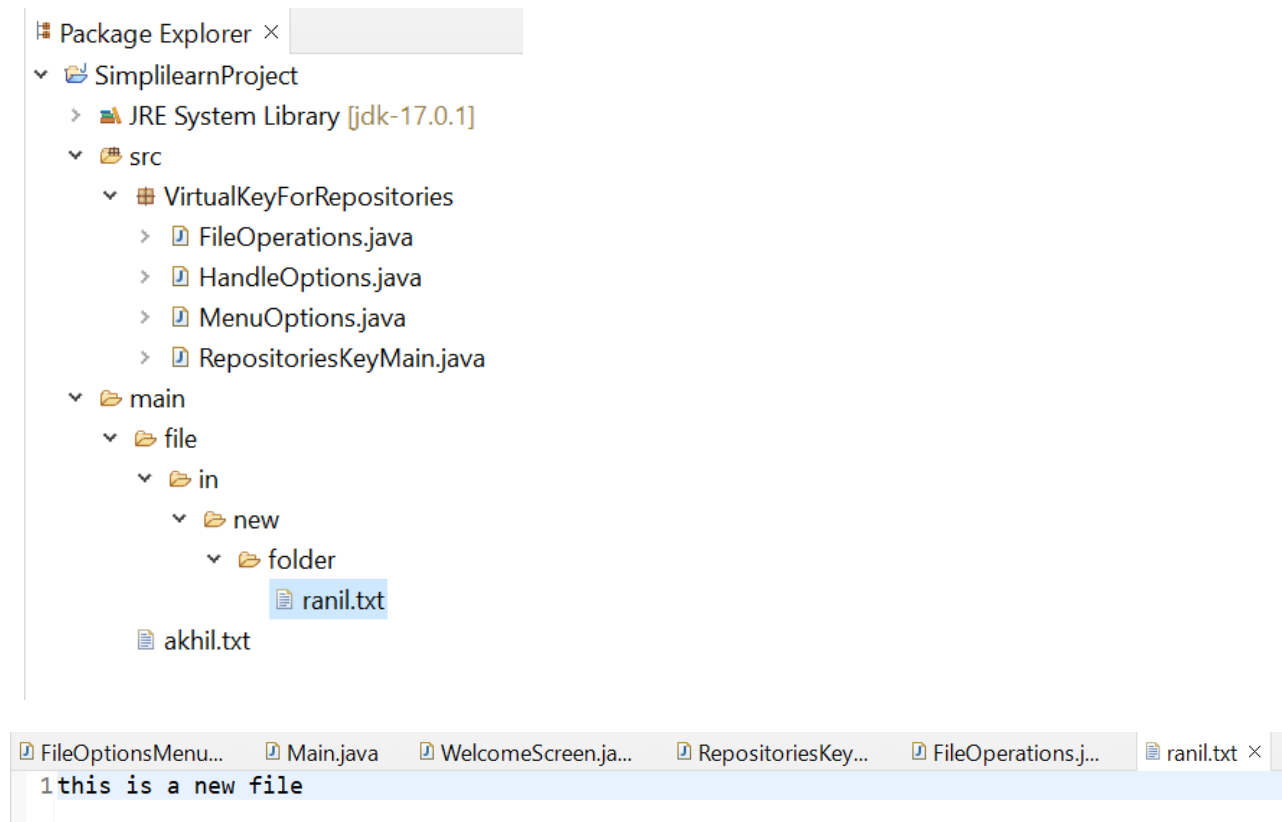 Package Explorer ×
SimplilearnProject
JRE System Library [jdk-17.0.1]
src
VirtualKeyForRepositories
FileOperations.java
HandleOptions.java
MenuOptions.java
RepositoriesKeyMain.java
main
file
in
new
folder
ranil.txt
akhil.txt
FileOptionsMenu... Main.java WelcomeScreen.ja... RepositoriesKey... FileOperations.j... ranil.txt ×
1 this is a new file